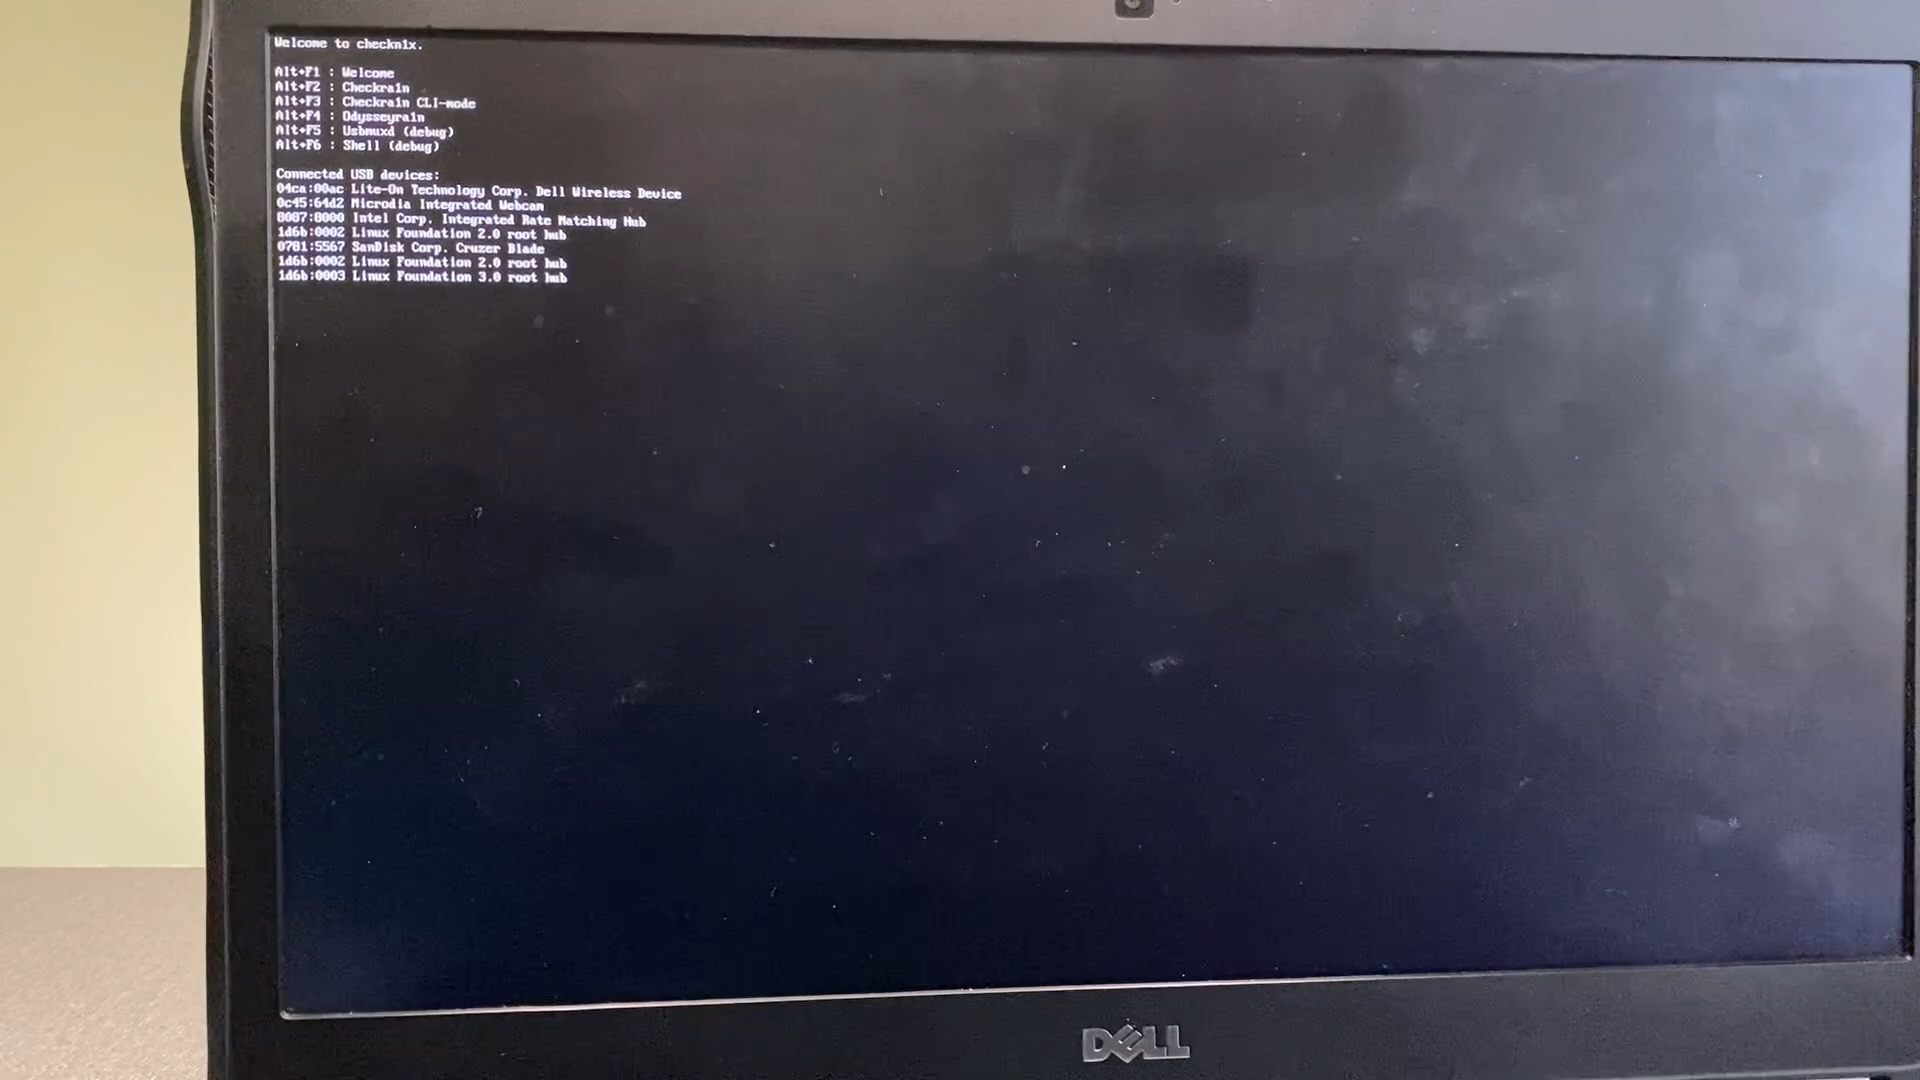 Welcome to checkn1x.
Alt+F1 : Welcome
Alt+F2 : Checkra1n
Alt+F3 : Checkra1n CLI-mode
Alt+F4 : Odysseyra1n
Alt+F5 : Usbmuxd (debug)
Alt+F6 : Shell (debug)
Connected USB devices:
04ca:00ac Lite-On Technology Corp. Dell Wireless Device
0c45:64d2 Microdia Integrated Webcam
8087:8000 Intel Corp. Integrated Rate Matching Hub
1d6b:0002 Linux Foundation 2.0 root hub
0781:5567 SanDisk Corp. Cruzer Blade
1d6b:0002 Linux Foundation 2.0 root hub
1d6b:0003 Linux Foundation 3.0 root hub
DELL